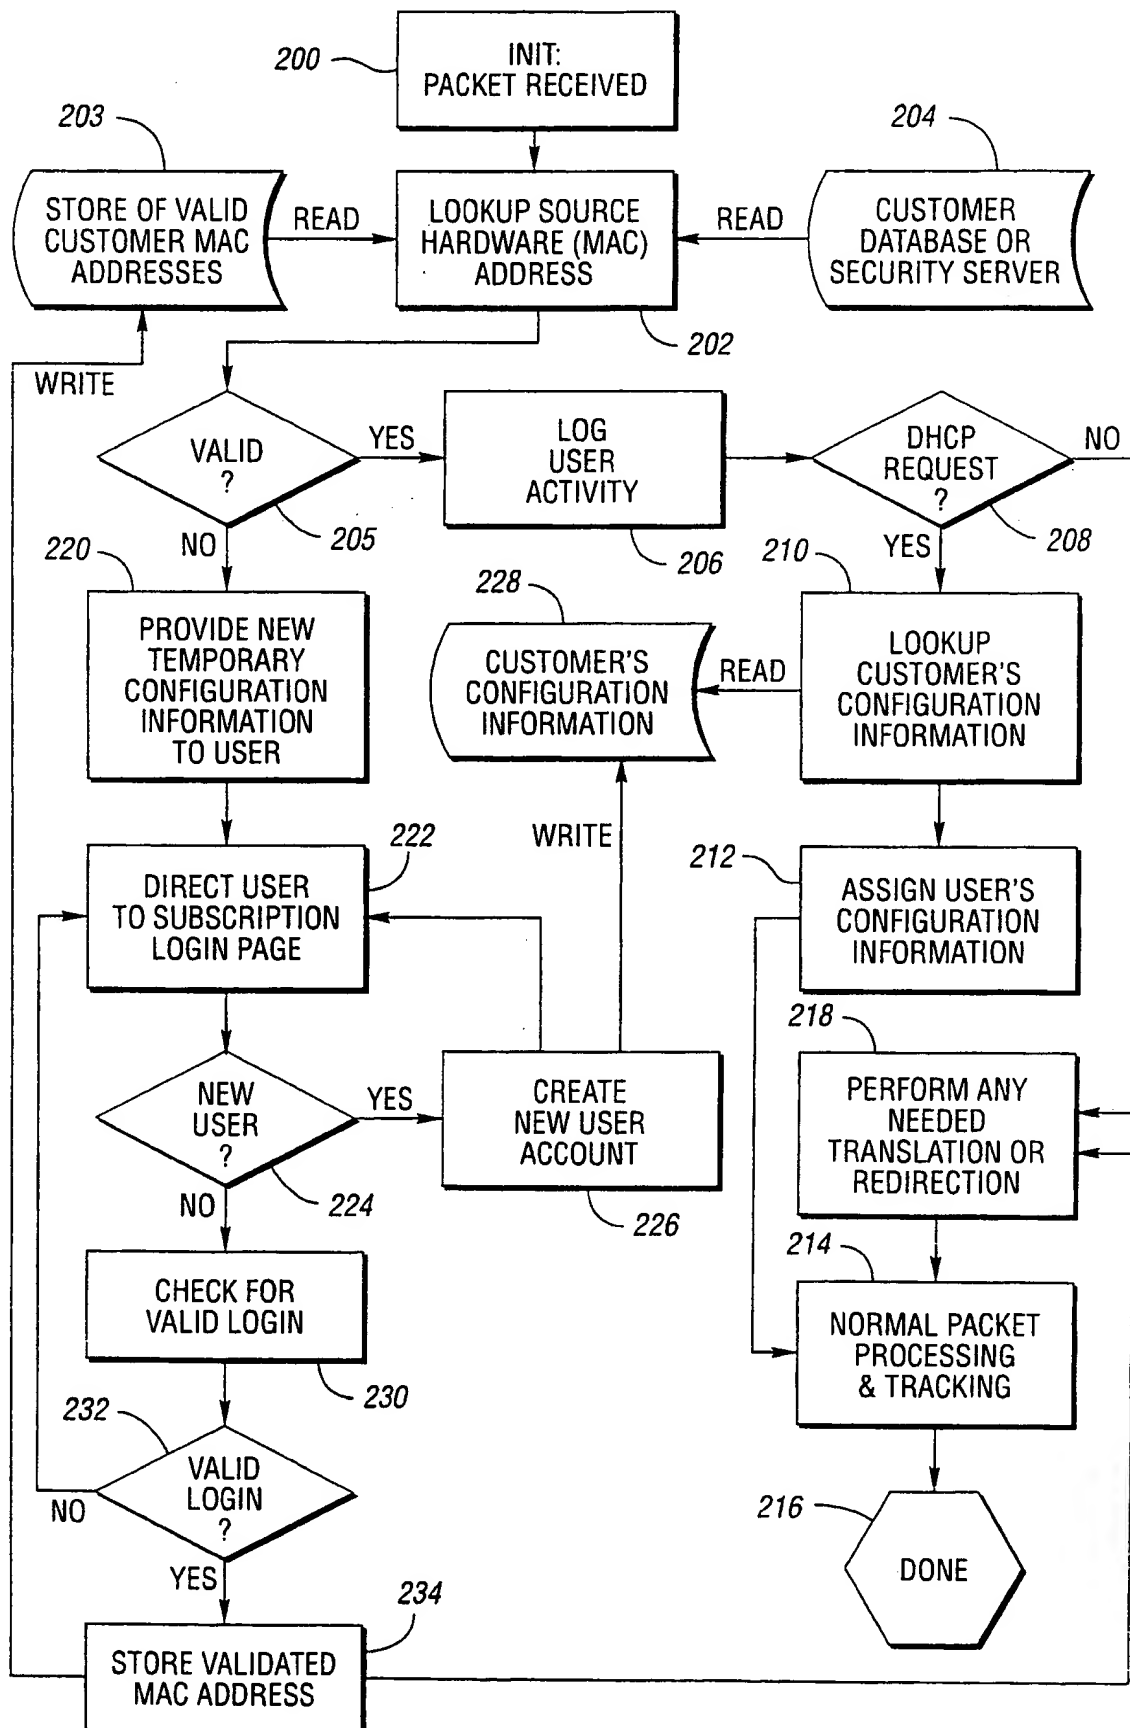 200
INIT:
PACKET RECEIVED
203
204
STORE OF VALID
CUSTOMER MAC
ADDRESSES
READ
LOOKUP SOURCE
HARDWARE (MAC)
ADDRESS
READ
CUSTOMER
DATABASE OR
SECURITY SERVER
202
WRITE
VALID
?
YES
LOG
USER
ACTIVITY
DHCP
REQUEST
?
NO
205
NO
206
YES
208
220
228
210
PROVIDE NEW
TEMPORARY
CONFIGURATION
INFORMATION
TO USER
CUSTOMER'S
CONFIGURATION
INFORMATION
READ
LOOKUP
CUSTOMER'S
CONFIGURATION
INFORMATION
WRITE
222
212
DIRECT USER
TO SUBSCRIPTION
LOGIN PAGE
ASSIGN USER'S
CONFIGURATION
INFORMATION
218
NEW
USER
?
YES
CREATE
NEW USER
ACCOUNT
PERFORM ANY
NEEDED
TRANSLATION OR
REDIRECTION
224
NO
226
214
CHECK FOR
VALID LOGIN
NORMAL PACKET
PROCESSING
& TRACKING
230
232
VALID
LOGIN
?
NO
216
DONE
YES
234
STORE VALIDATED
MAC ADDRESS